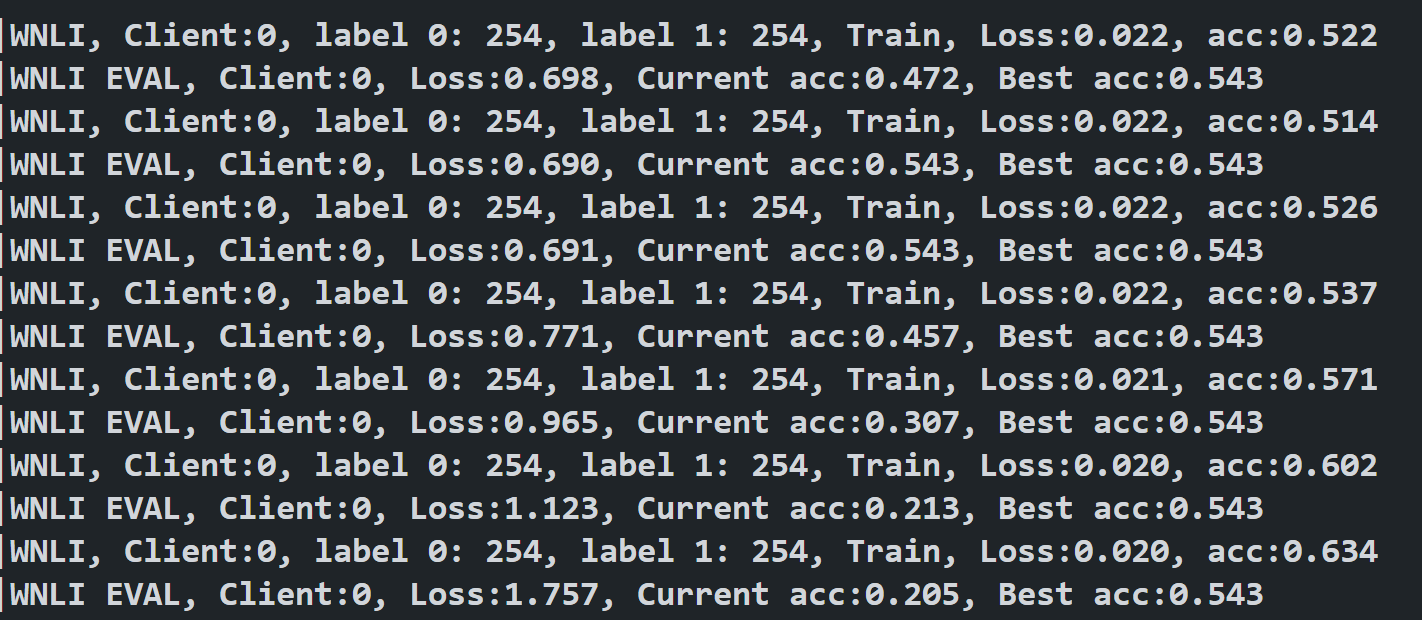 |WNLI, Client:0, label 0: 254, label 1: 254, Train, Loss:0.022, acc:0.522
|WNLI EVAL, Client:0, Loss:0.698, Current acc:0.472, Best acc:0.543
|WNLI, Client:0, label 0: 254, label 1: 254, Train, Loss:0.022, acc:0.514
|WNLI EVAL, Client:0, Loss:0.690, Current acc:0.543, Best acc:0.543
|WNLI, Client:0, label 0: 254, label 1: 254, Train, Loss:0.022, acc:0.526
|WNLI EVAL, Client:0, Loss:0.691, Current acc:0.543, Best acc:0.543
|WNLI, Client:0, label 0: 254, label 1: 254, Train, Loss:0.022, acc:0.537
|WNLI EVAL, Client:0, Loss:0.771, Current acc:0.457, Best acc:0.543
|WNLI, Client:0, label 0: 254, label 1: 254, Train, Loss:0.021, acc:0.571
|WNLI EVAL, Client:0, Loss:0.965, Current acc:0.307, Best acc:0.543
|WNLI, Client:0, label 0: 254, label 1: 254, Train, Loss:0.020, acc:0.602
|WNLI EVAL, Client:0, Loss:1.123, Current acc:0.213, Best acc:0.543
|WNLI, Client:0, label 0: 254, label 1: 254, Train, Loss:0.020, acc:0.634
|WNLI EVAL, Client:0, Loss:1.757, Current acc:0.205, Best acc:0.543